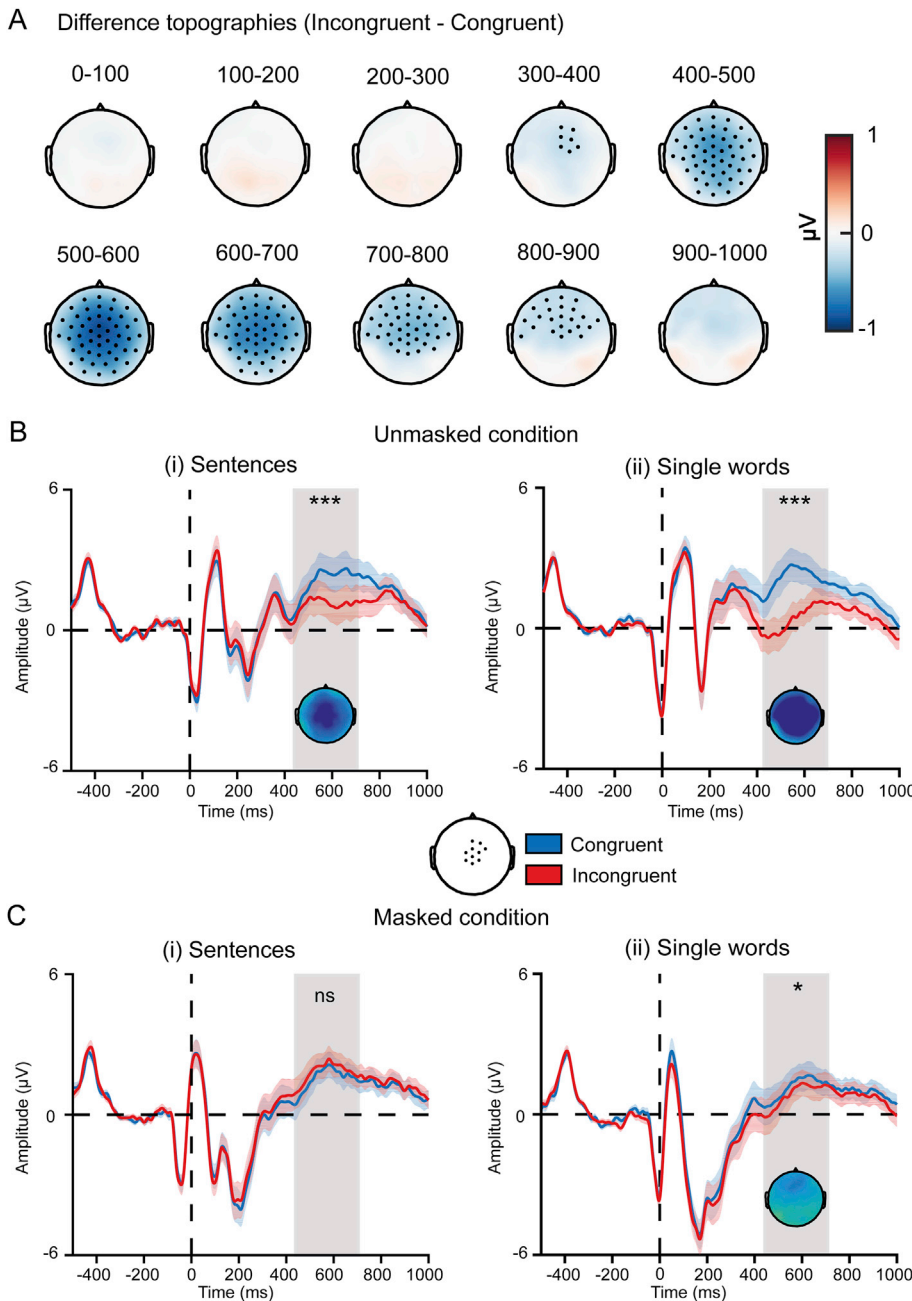 A Difference topographies (Incongruent - Congruent)
0-100 100-200 200-300 300-400 400-500
500-600 600-700 700-800 800-900 900-1000
1
0
-1
µV
B Unmasked condition
(i) Sentences (ii) Single words
6 6
*** ***
Amplitude (µV) Amplitude (µV)
0 0
-6 -6
-400 -200 0 200 400 600 800 1000 -400 -200 0 200 400 600 800 1000
Time (ms) Time (ms)
Congruent
Incongruent
C Masked condition
(i) Sentences (ii) Single words
6 6
ns *
Amplitude (µV) Amplitude (µV)
0 0
-6 -6
-400 -200 0 200 400 600 800 1000 -400 -200 0 200 400 600 800 1000
Time (ms) Time (ms)